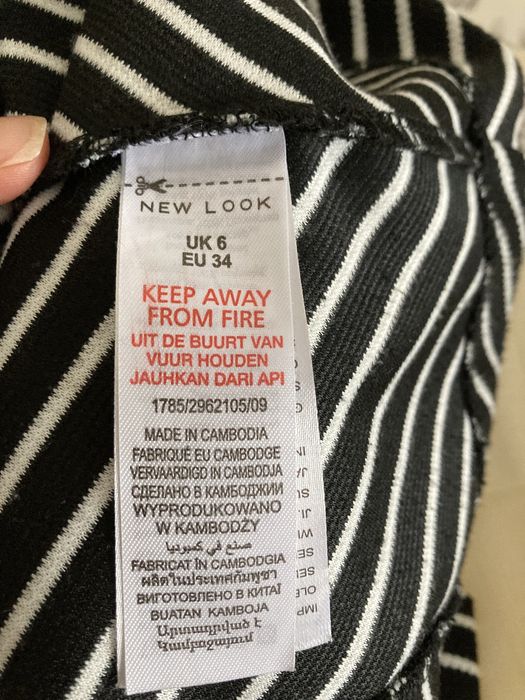 NEW LOOK
UK 6
EU 34
KEEP AWAY
FROM FIRE
UIT DE BUURT VAN
VUUR HOUDEN
JAUHKAN DARI API
1785/2962105/09
MADE IN CAMBODIA
FABRIQUÉ EU CAMBODGE
VERVAARDIGD IN CAMBODJA
СДЕЛАНО В КАМБОДЖИИ
WYPRODUKOWANO
W KAMBODŻY
صنع في كمبوديا
FABRICAT ÎN CAMBODGIA
ผลิตในประเทศกัมพูชา
ВИГОТОВЛЕНО В КИТАЇ
BUATAN KAMBOJA
Արտադրված է
Կամբոջայում